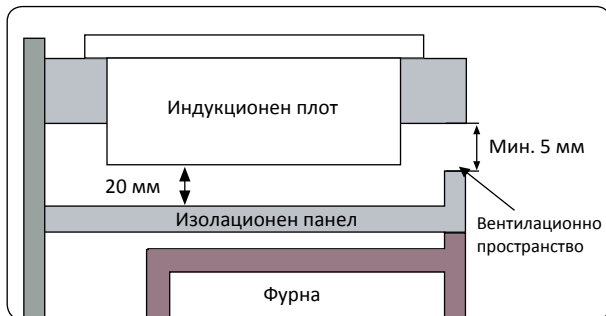 Индукционен плот
Мин. 5 мм
20 мм
Изолационен панел
Вентилационно
пространство
Фурна